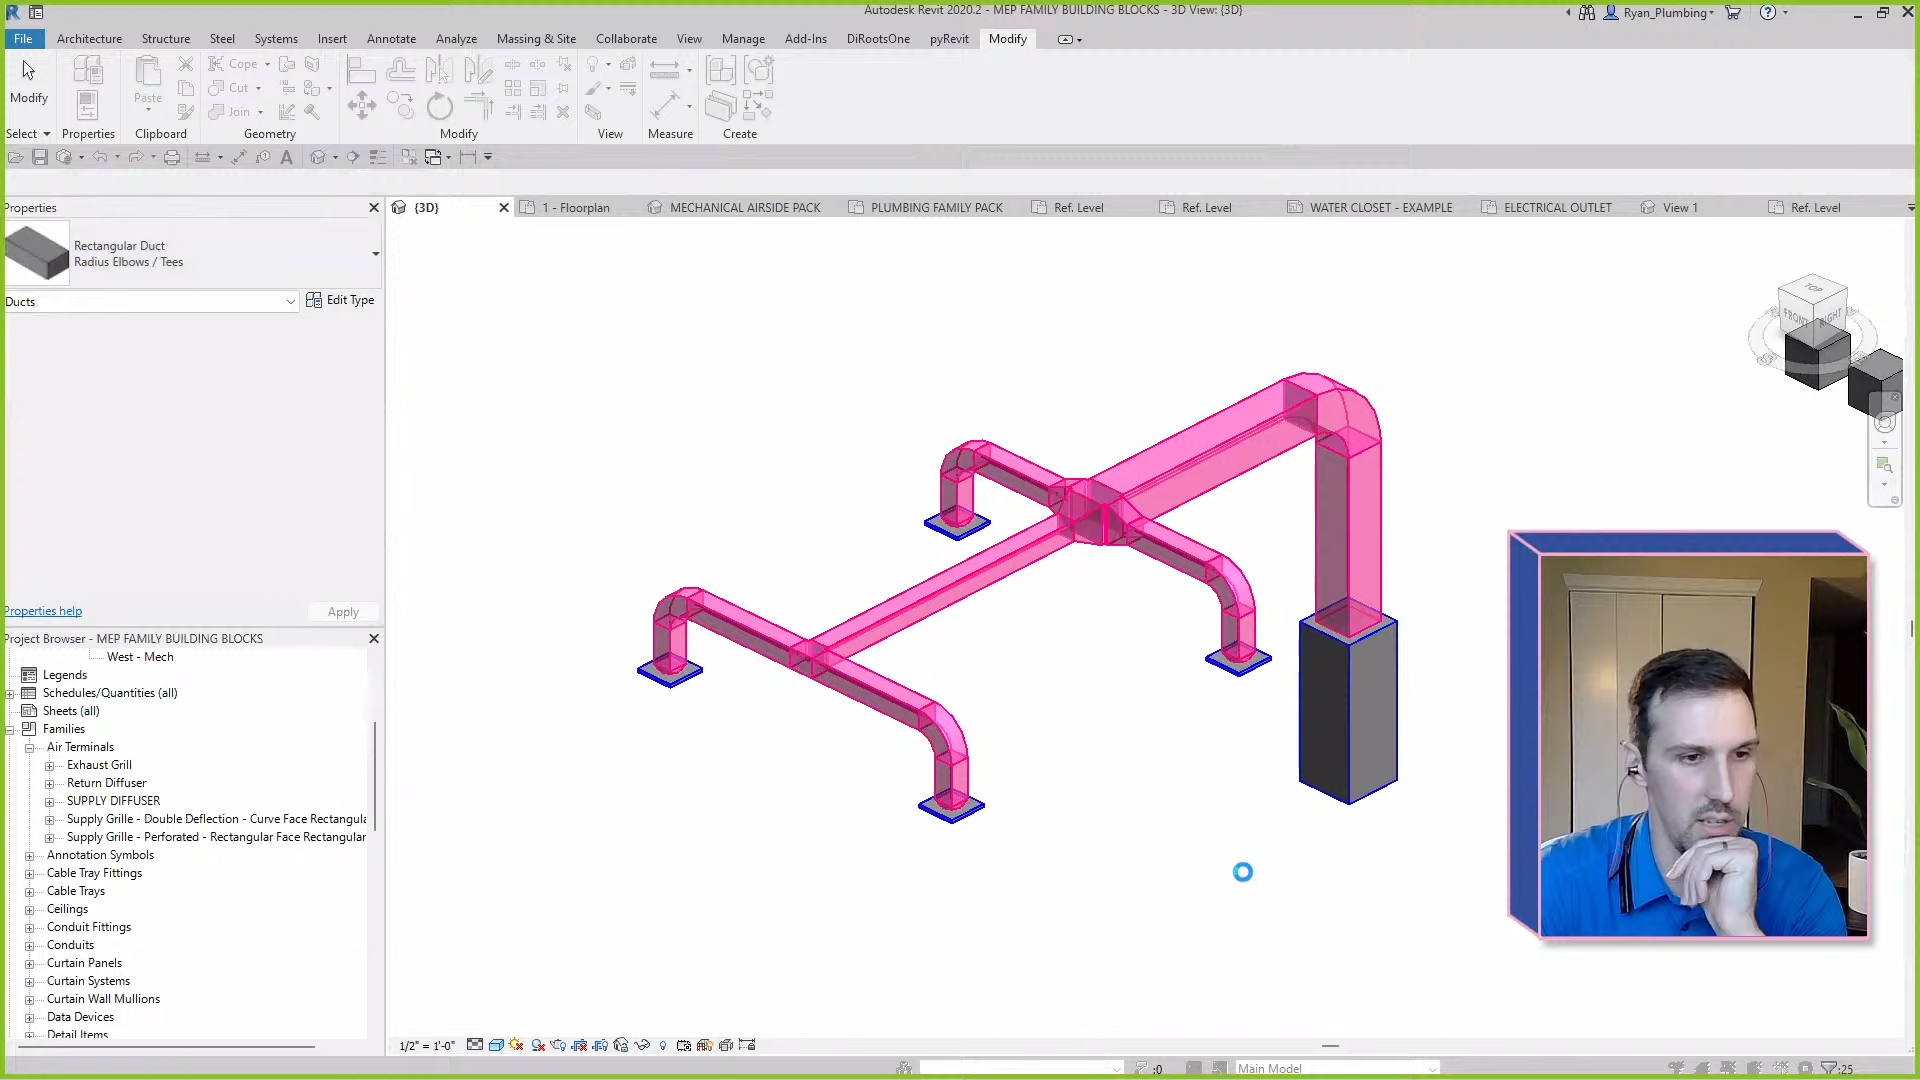 Autodesk Revit 2020.2 - MEP FAMILY BUILDING BLOCKS - 3D View: {3D}
Ryan_Plumbing
File Architecture Structure Steel Systems Insert Annotate Analyze Massing & Site Collaborate View Manage Add-Ins DiRootsOne pyRevit Modify
Cope
Paste
Cut
Modify
Join
Select Properties Clipboard Geometry Modify View Measure Create
Properties
{3D} 1 - Floorplan MECHANICAL AIRSIDE PACK PLUMBING FAMILY PACK Ref. Level Ref. Level WATER CLOSET - EXAMPLE ELECTRICAL OUTLET View 1 Ref. Level
Rectangular Duct
Radius Elbows / Tees
Ducts
Edit Type
TOP
FRONT RIGHT
Properties help
Apply
Project Browser - MEP FAMILY BUILDING BLOCKS
West - Mech
Legends
Schedules/Quantities (all)
Sheets (all)
Families
Air Terminals
Exhaust Grill
Return Diffuser
SUPPLY DIFFUSER
Supply Grille - Double Deflection - Curve Face Rectangula
Supply Grille - Perforated - Rectangular Face Rectangular
Annotation Symbols
Cable Tray Fittings
Cable Trays
Ceilings
Conduit Fittings
Conduits
Curtain Panels
Curtain Systems
Curtain Wall Mullions
Data Devices
Detail Items
1/2" = 1'-0"
:0
Main Model
:25